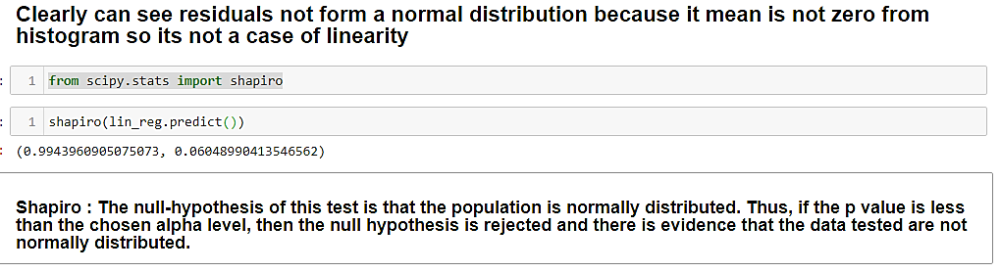 Clearly can see residuals not form a normal distribution because it mean is not zero from
histogram so its not a case of linearity
: 1 from scipy.stats import shapiro
: 1 shapiro(lin_reg.predict())
: (0.9943960905075073, 0.06048990413546562)
Shapiro : The null-hypothesis of this test is that the population is normally distributed. Thus, if the p value is less
than the chosen alpha level, then the null hypothesis is rejected and there is evidence that the data tested are not
normally distributed.